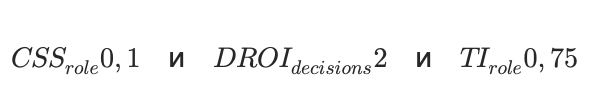 CSS_role 0,1 и DROI_decisions 2 и TI_role 0,75